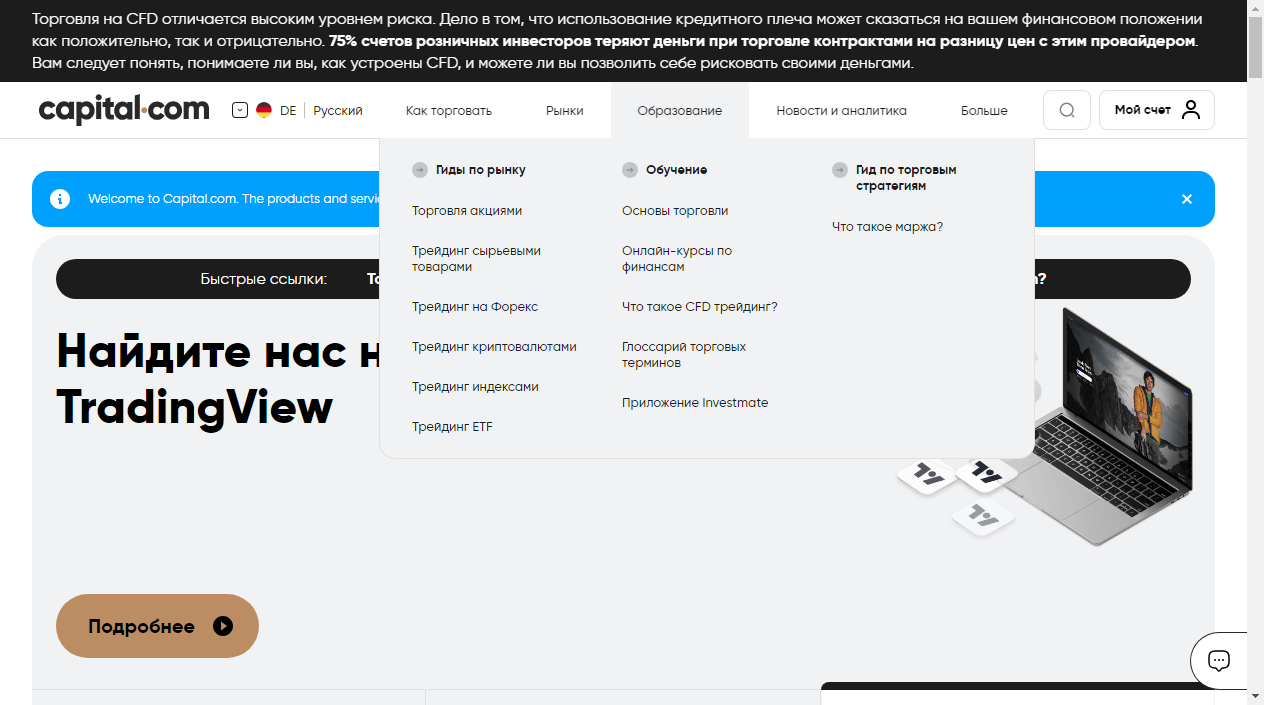 Торговля на CFD отличается высоким уровнем риска. Дело в том, что использование кредитного плеча может сказаться на вашем финансовом положении
как положительно, так и отрицательно. 75% счетов розничных инвесторов теряют деньги при торговле контрактами на разницу цен с этим провайдером.
Вам следует понять, понимаете ли вы, как устроены CFD, и можете ли вы позволить себе рисковать своими деньгами.
capital.com
DE Русский
Как торговать
Рынки
Образование
Новости и аналитика
Больше
Мой счет
Гиды по рынку
Торговля акциями
Трейдинг сырьевыми
товарами
Трейдинг на Форекс
Трейдинг криптовалютами
Трейдинг индексами
Трейдинг ETF
Обучение
Основы торговли
Онлайн-курсы по
финансам
Что такое CFD трейдинг?
Глоссарий торговых
терминов
Приложение Investmate
Гид по торговым
стратегиям
Что такое маржа?
Welcome to Capital.com. The products and
Быстрые ссылки:
Найдите нас
TradingView
Подробнее